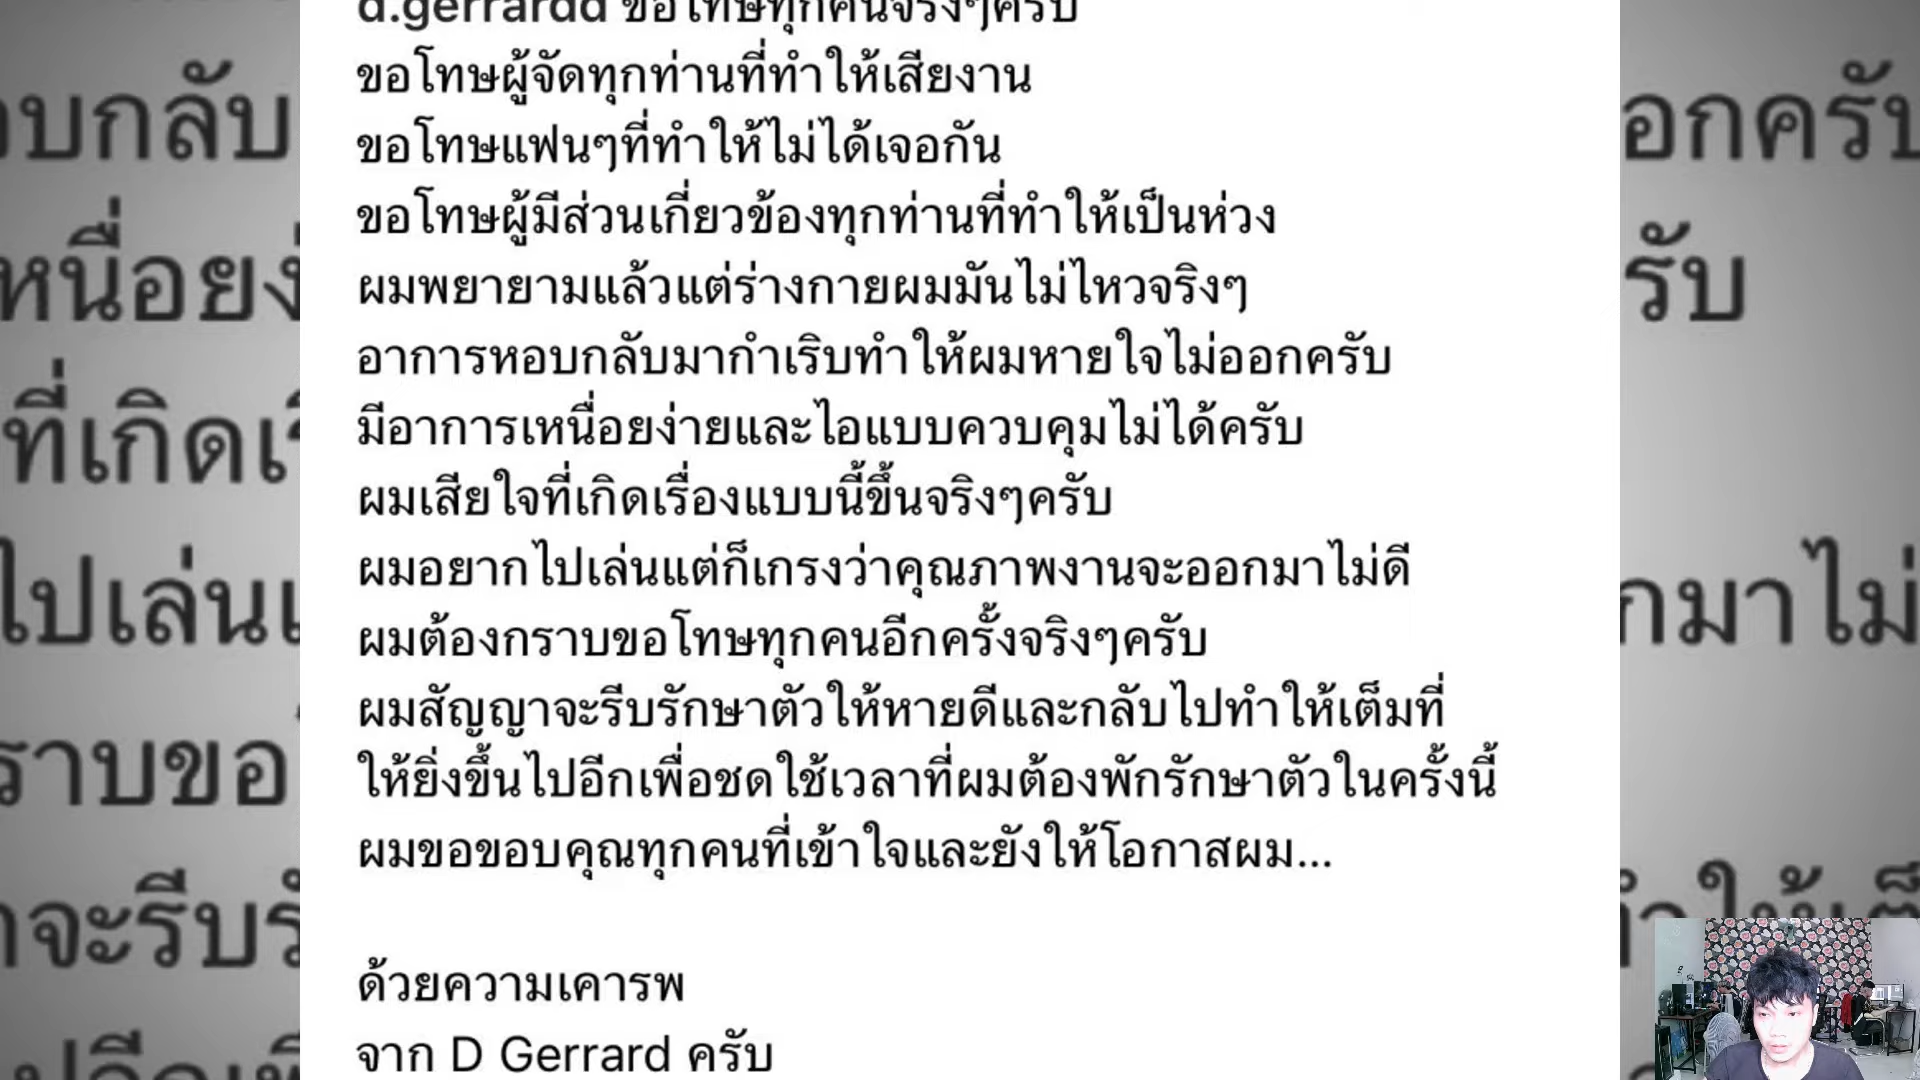 d.gerrardd ขอโทษทุกคนจริงๆครับ
ขอโทษผู้จัดทุกท่านที่ทำให้เสียงาน
ขอโทษแฟนๆที่ทำให้ไม่ได้เจอกัน
ขอโทษผู้มีส่วนเกี่ยวข้องทุกท่านที่ทำให้เป็นห่วง
ผมพยายามแล้วแต่ร่างกายผมมันไม่ไหวจริงๆ
อาการหอบกลับมากำเริบทำให้ผมหายใจไม่ออกครับ
มีอาการเหนื่อยง่ายและไอแบบควบคุมไม่ได้ครับ
ผมเสียใจที่เกิดเรื่องแบบนี้ขึ้นจริงๆครับ
ผมอยากไปเล่นแต่ก็เกรงว่าคุณภาพงานจะออกมาไม่ดี
ผมต้องกราบขอโทษทุกคนอีกครั้งจริงๆครับ
ผมสัญญาจะรีบรักษาตัวให้หายดีและกลับไปทำให้เต็มที่
ให้ยิ่งขึ้นไปอีกเพื่อชดใช้เวลาที่ผมต้องพักรักษาตัวในครั้งนี้
ผมขอขอบคุณทุกคนที่เข้าใจและยังให้โอกาสผม...
ด้วยความเคารพ
จาก D Gerrard ครับ